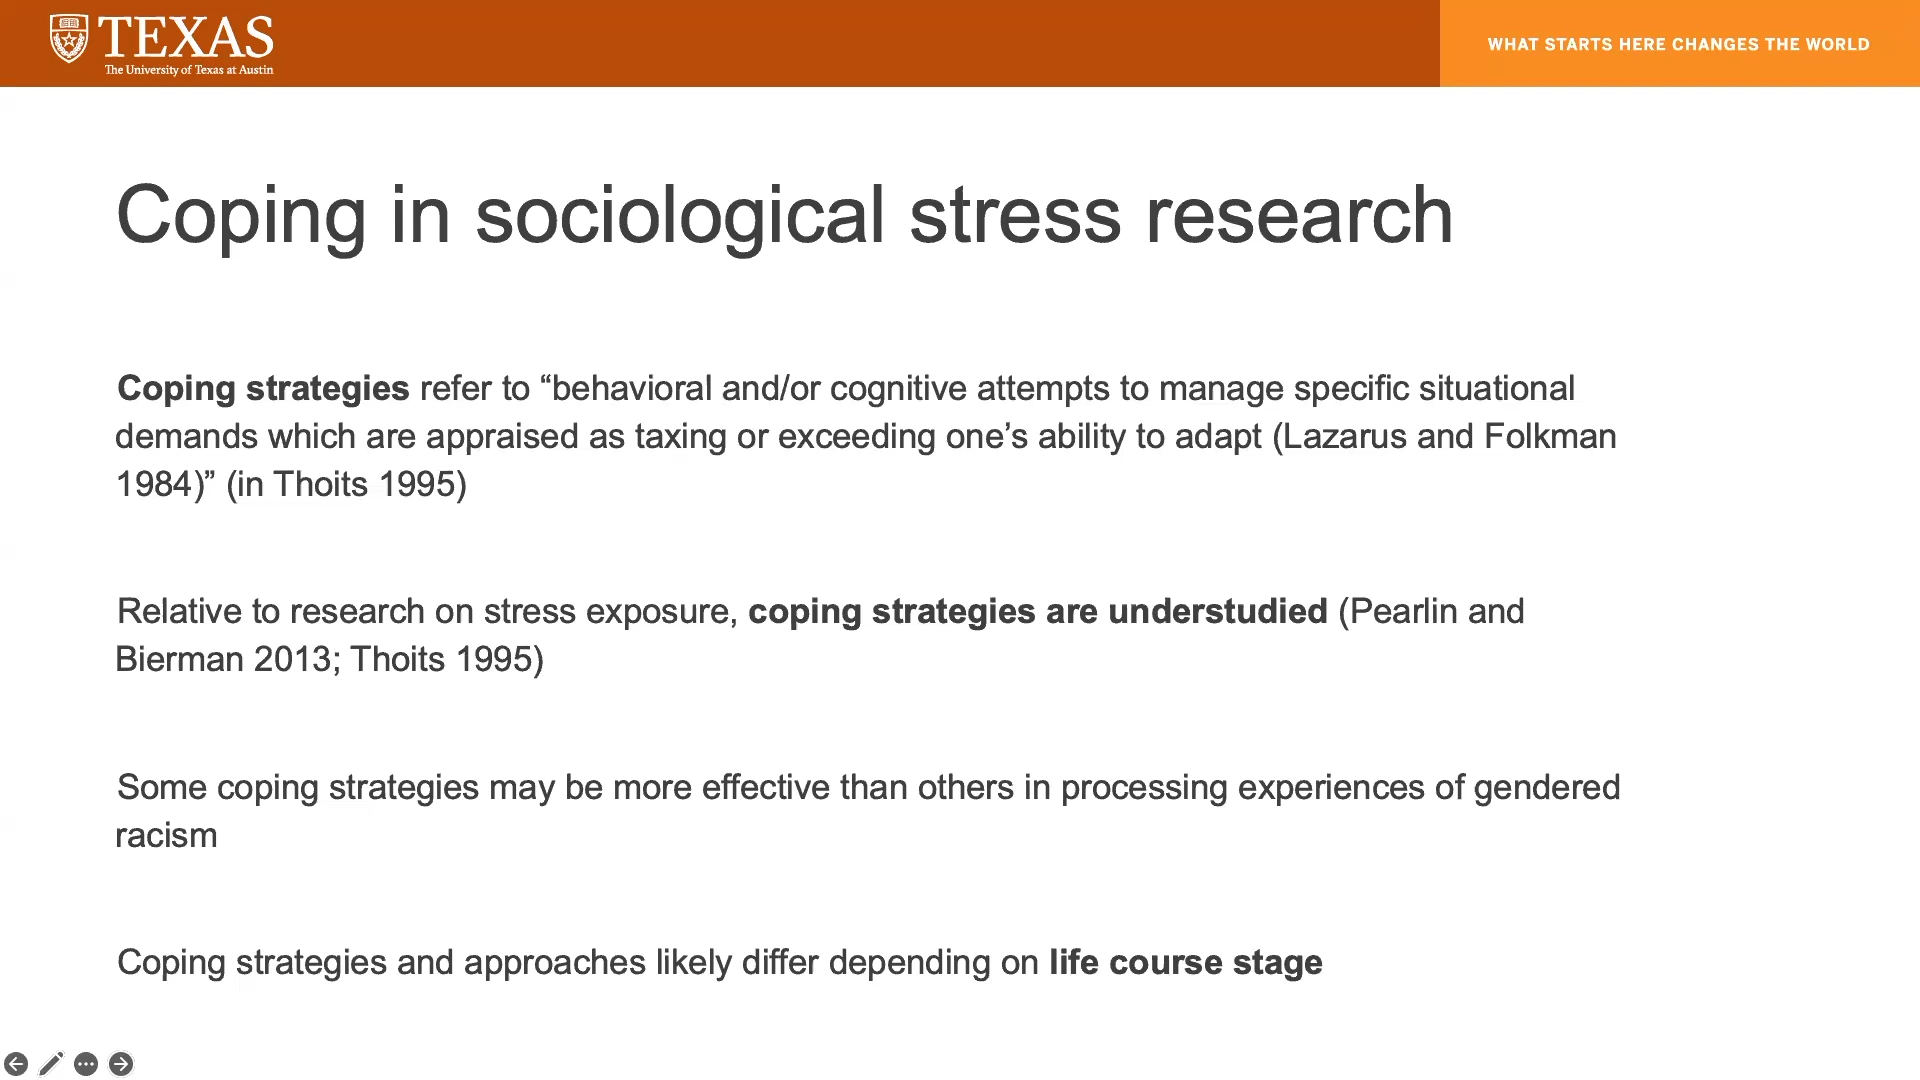 TEXAS
The University of Texas at Austin
WHAT STARTS HERE CHANGES THE WORLD
Coping in sociological stress research
Coping strategies refer to “behavioral and/or cognitive attempts to manage specific situational
demands which are appraised as taxing or exceeding one’s ability to adapt (Lazarus and Folkman
1984)” (in Thoits 1995)
Relative to research on stress exposure, coping strategies are understudied (Pearlin and
Bierman 2013; Thoits 1995)
Some coping strategies may be more effective than others in processing experiences of gendered
racism
Coping strategies and approaches likely differ depending on life course stage